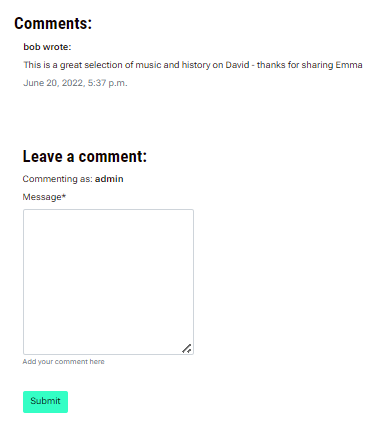 Comments:
bob wrote:
This is a great selection of music and history on David - thanks for sharing Emma
June 20, 2022, 5:37 p.m.
Leave a comment:
Commenting as: admin
Message*
Add your comment here
Submit